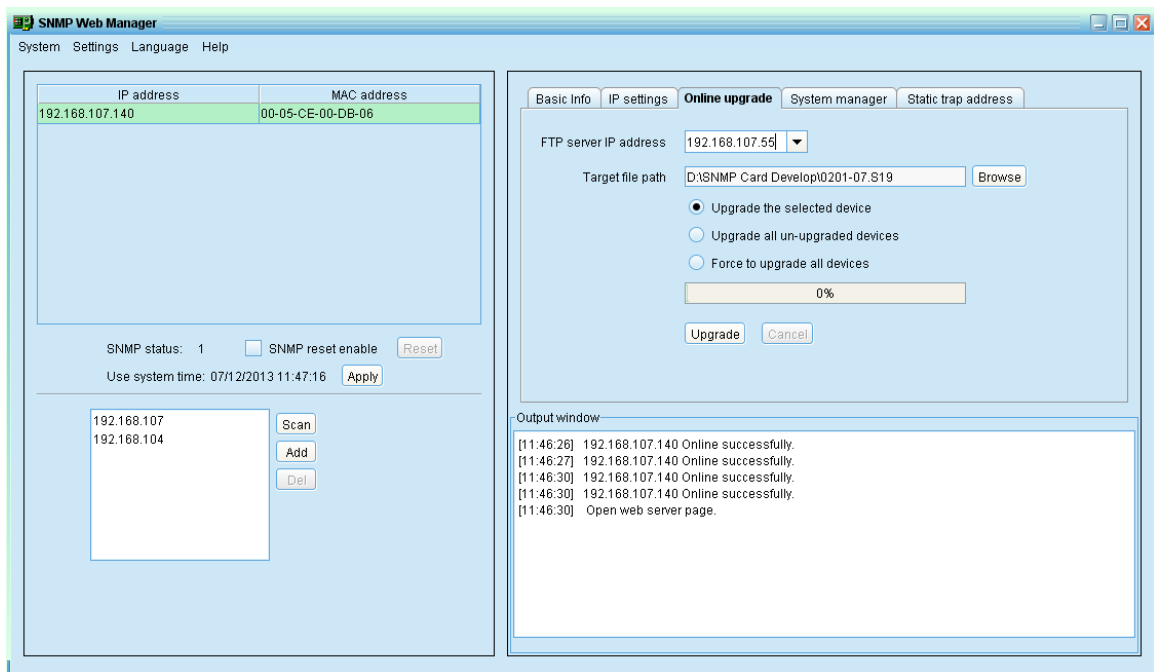 SNMP Web Manager
System Settings Language Help
IP address MAC address
192.168.107.140 00-05-CE-00-DB-06
SNMP status: 1 SNMP reset enable Reset
Use system time: 07/12/2013 11:47:16 Apply
192.168.107
192.168.104
Scan
Add
Del
Basic Info IP settings Online upgrade System manager Static trap address
FTP server IP address 192.168.107.55
Target file path D:\SNMP Card Develop\0201-07.S19 Browse
Upgrade the selected device
Upgrade all un-upgraded devices
Force to upgrade all devices
0%
Upgrade Cancel
Output window
[11:46:26] 192.168.107.140 Online successfully.
[11:46:27] 192.168.107.140 Online successfully.
[11:46:30] 192.168.107.140 Online successfully.
[11:46:30] 192.168.107.140 Online successfully.
[11:46:30] Open web server page.